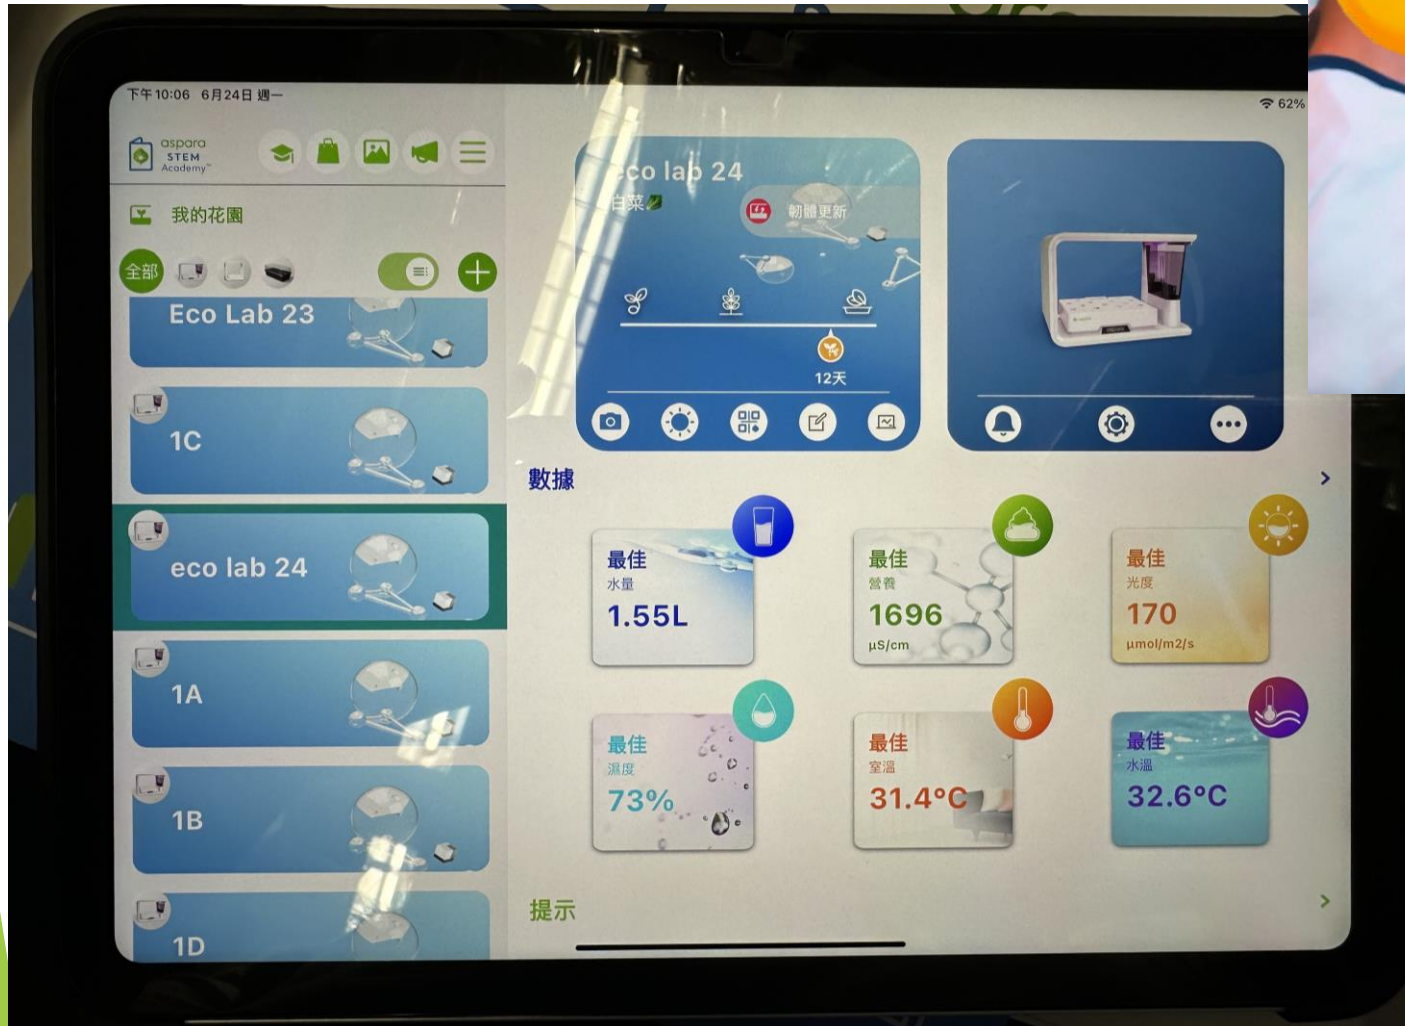 下午10:06 6月24日 週一
62%
aspara
STEM
Academy™
我的花園
全部
Eco Lab 23
1C
eco lab 24
1A
1B
1D
eco lab 24
白菜
韌體更新
12天
數據
最佳
水量
1.55L
最佳
營養
1696
μS/cm
最佳
光度
170
μmol/m2/s
最佳
濕度
73%
最佳
室溫
31.4°C
最佳
水溫
32.6°C
提示